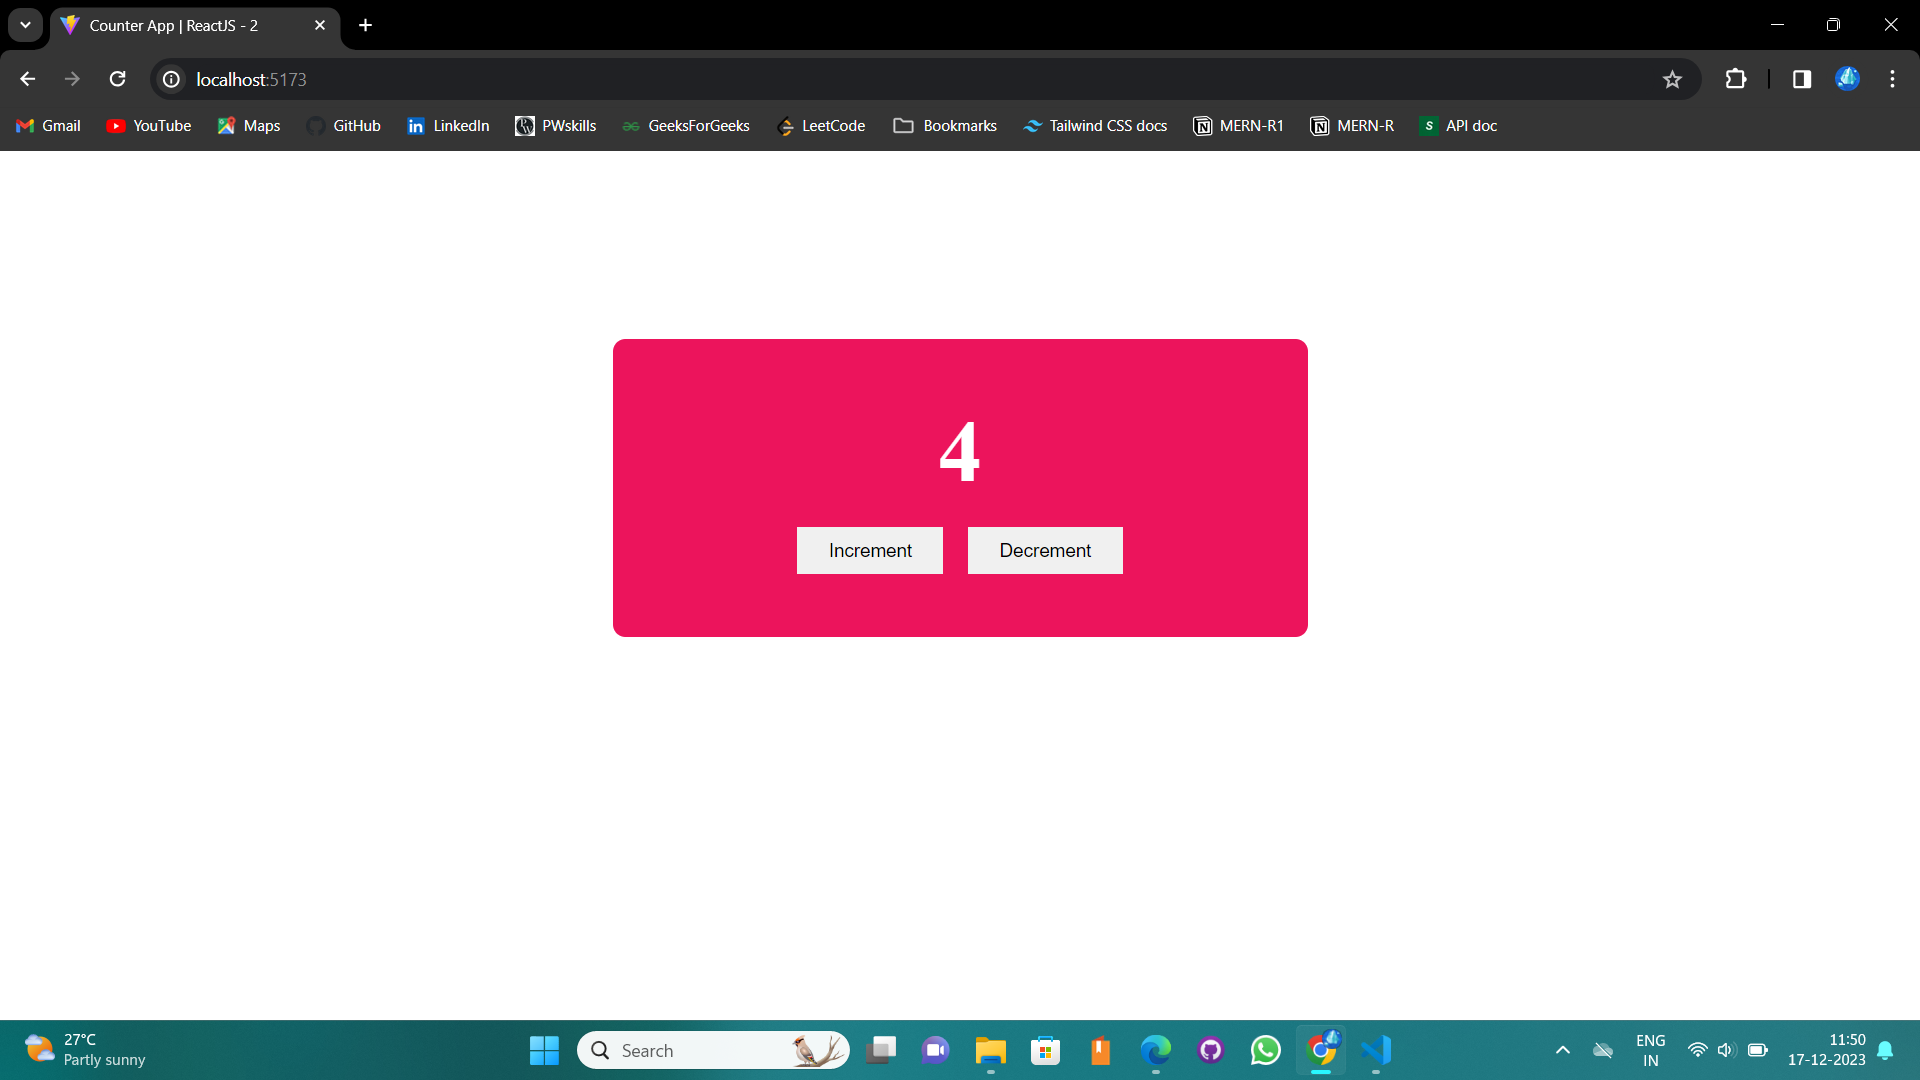 Counter App | ReactJS - 2
localhost:5173
Gmail YouTube Maps GitHub LinkedIn PWskills GeeksForGeeks LeetCode Bookmarks Tailwind CSS docs MERN-R1 MERN-R API doc
4
Increment Decrement
27°C
Partly sunny
Search
ENG
IN
11:50
17-12-2023